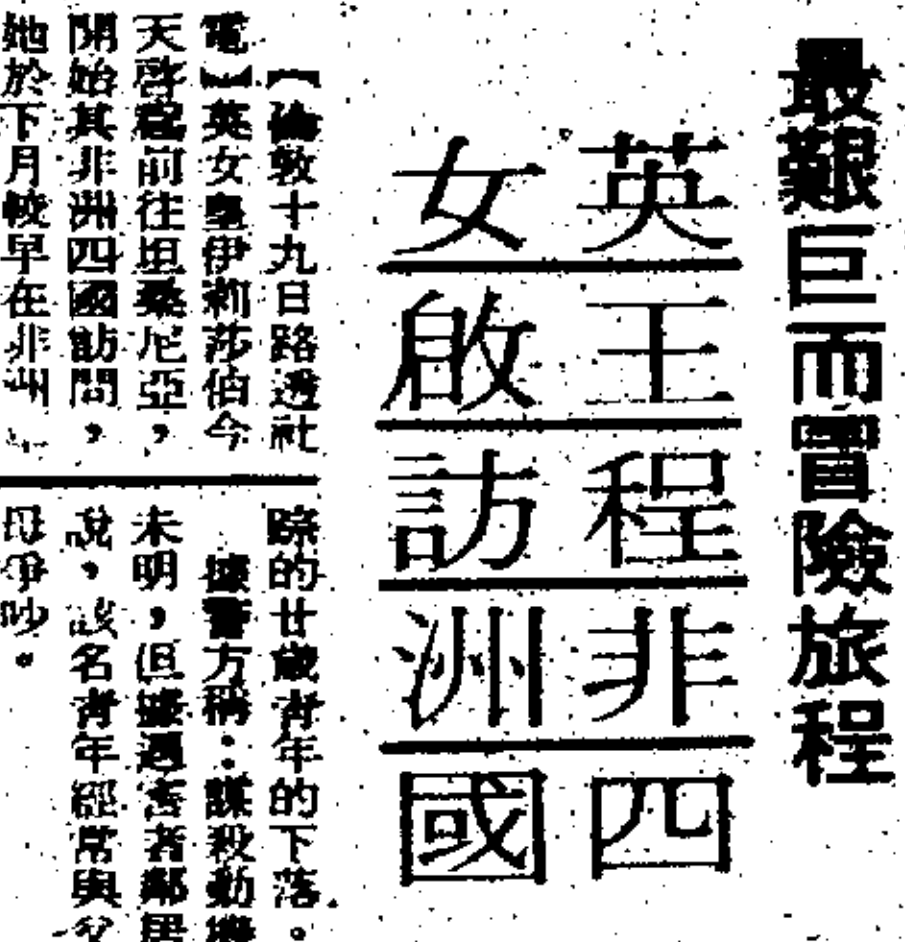 最艱巨而冒險旅程
英女
王啟
程訪
非洲
四國
【倫敦十九日路透社
電】英女皇伊莉莎伯今
天啓程前往坦桑尼亞，
開始其非洲四國訪問，
她於下月較早在非洲
踪的廿歲青年的下落。
據警方稱：謀殺動機
未明，但據遇害者鄰居
說，該名青年經常與父
母爭吵。